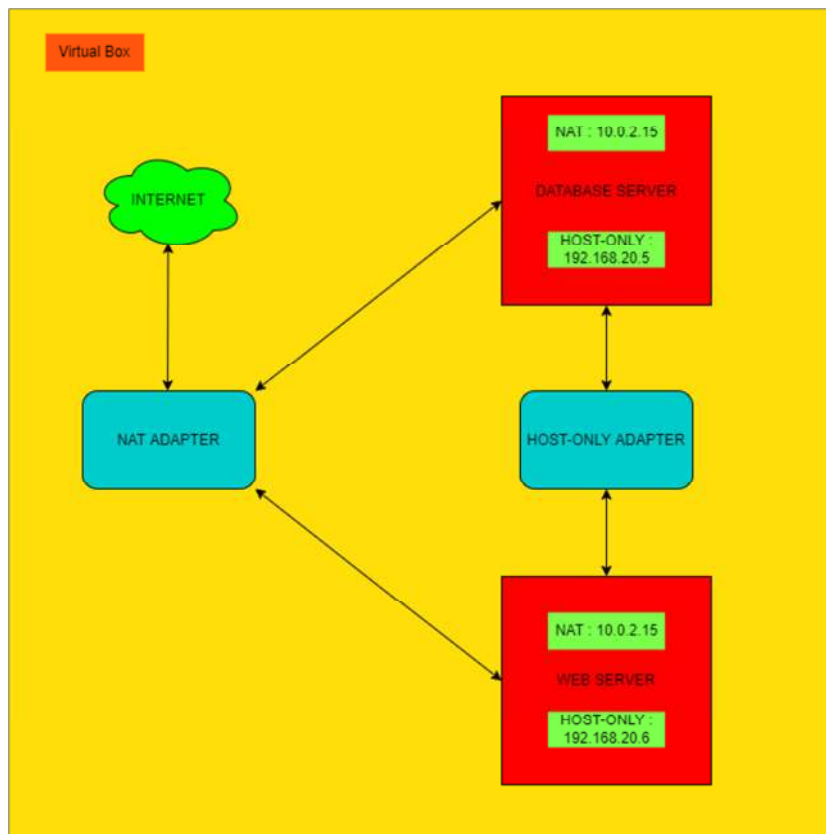 Virtual Box
NAT : 10.0.2.15
DATABASE SERVER
HOST-ONLY :
192.168.20.5
INTERNET
NAT ADAPTER
HOST-ONLY ADAPTER
NAT : 10.0.2.15
WEB SERVER
HOST-ONLY :
192.168.20.6